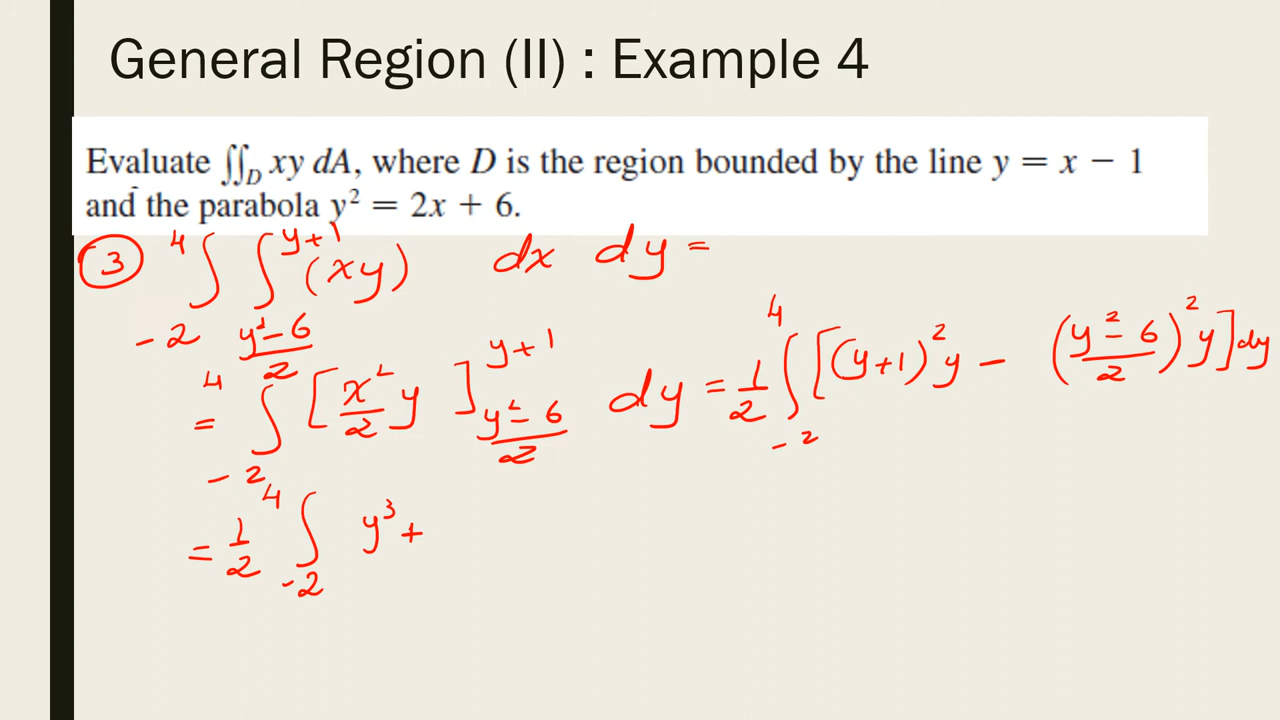 General Region (II) : Example 4
Evaluate ∬_D xy dA, where D is the region bounded by the line y = x − 1
and the parabola y² = 2x + 6.
③ ∫_{-2}^{4} ∫_{(y²-6)/2}^{y+1} (xy) dx dy =
= ∫_{-2}^{4} [x²/2 y]_{(y²-6)/2}^{y+1} dy = 1/2 ∫_{-2}^{4} [(y+1)² y − ((y²-6)/2)² y] dy
= 1/2 ∫_{-2}^{4} y³ +